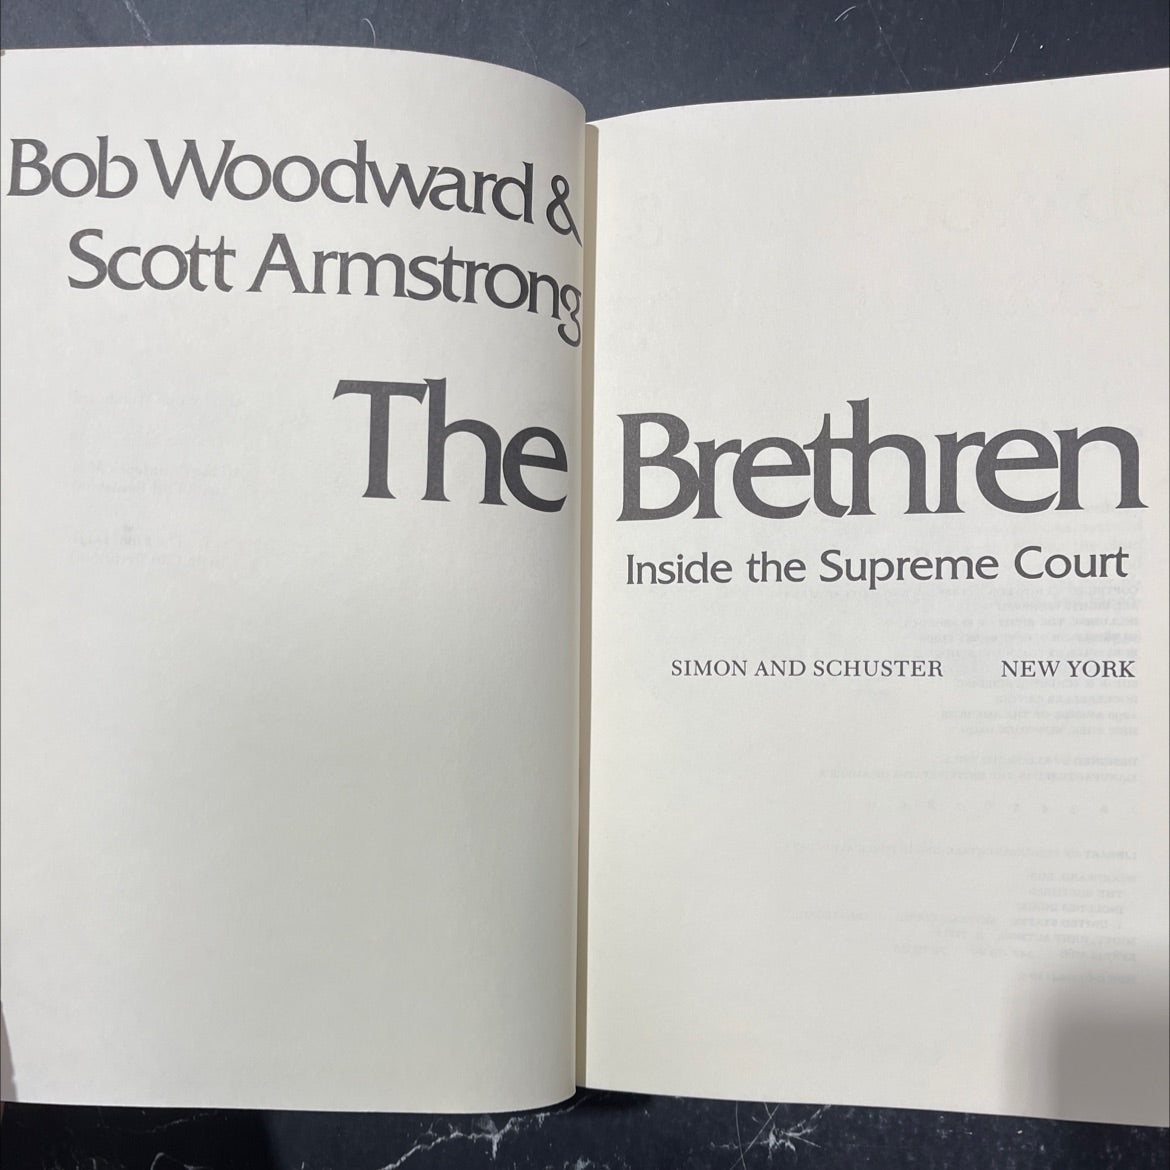 Bob Woodward &
Scott Armstrong
The Brethren
Inside the Supreme Court
SIMON AND SCHUSTER NEW YORK